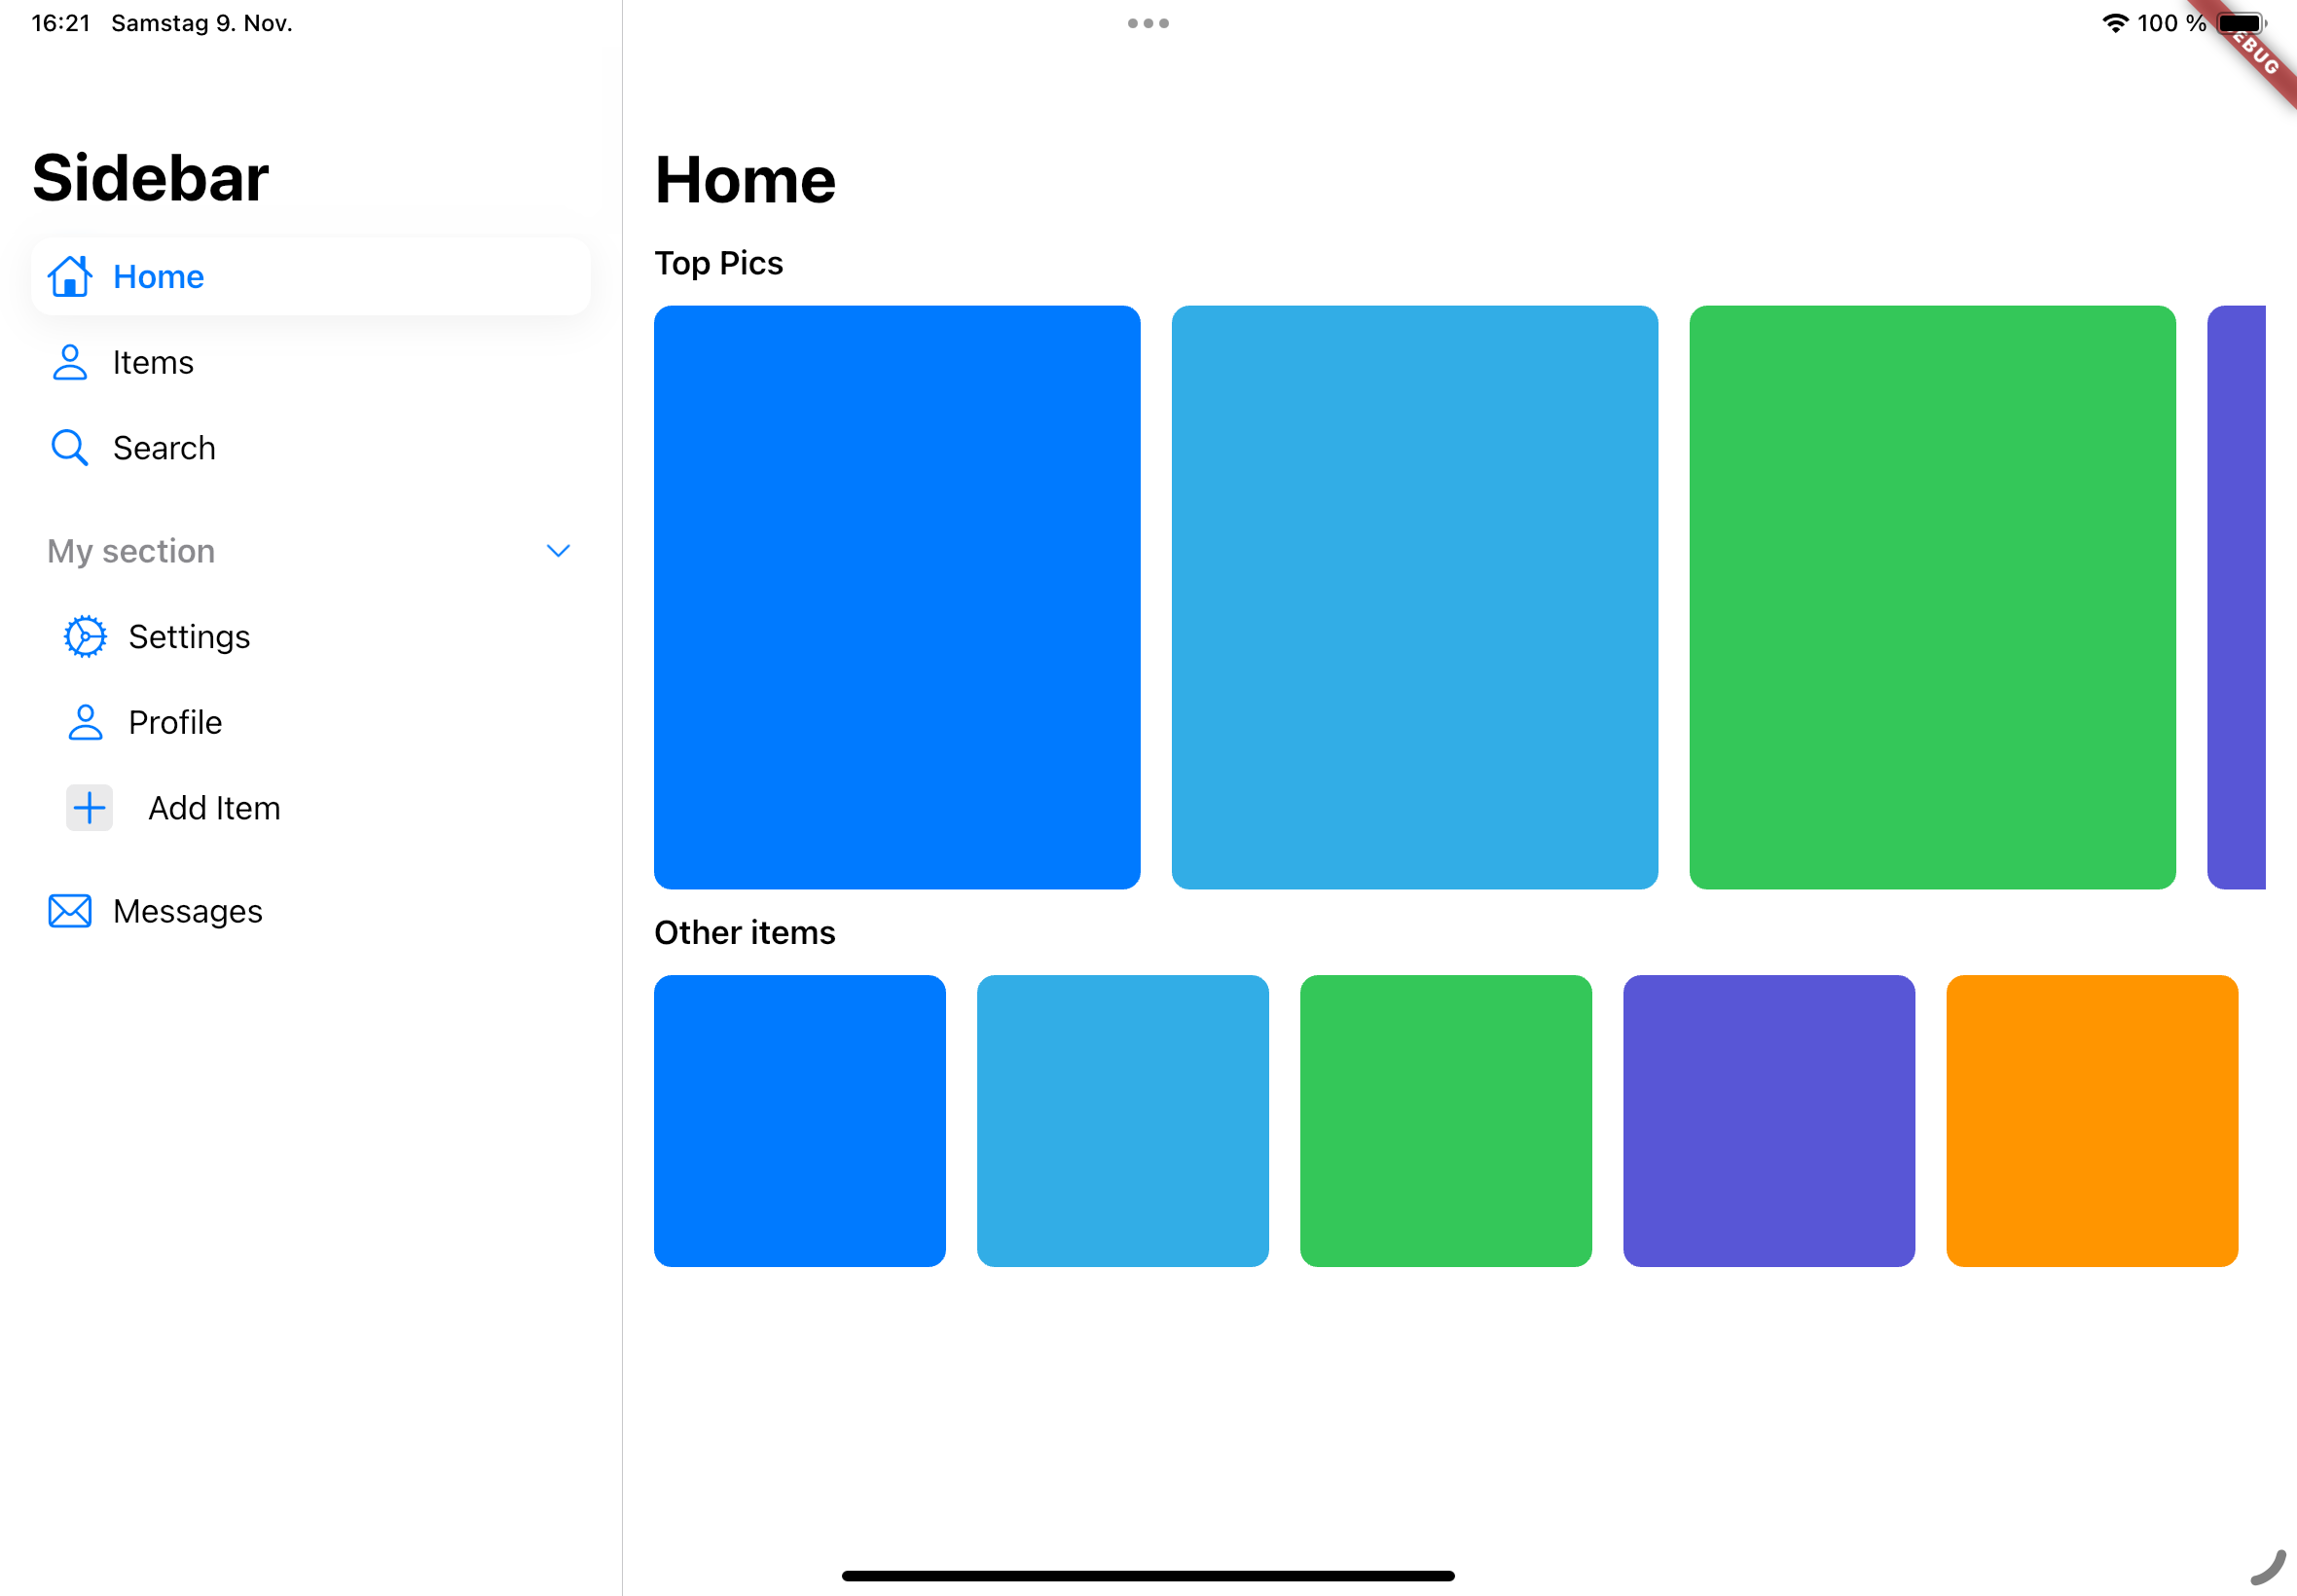 16:21 Samstag 9. Nov.
100 %
Sidebar
Home
Items
Search
My section
Settings
Profile
Add Item
Messages
Home
Top Pics
Other items